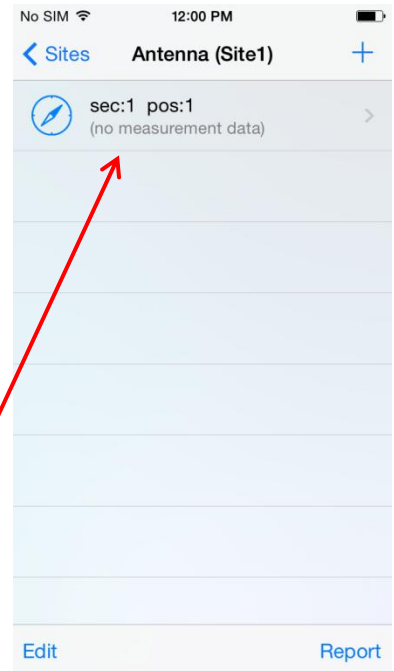 No SIM 12:00 PM
Sites Antenna (Site1) +
sec:1 pos:1
(no measurement data)
Edit Report